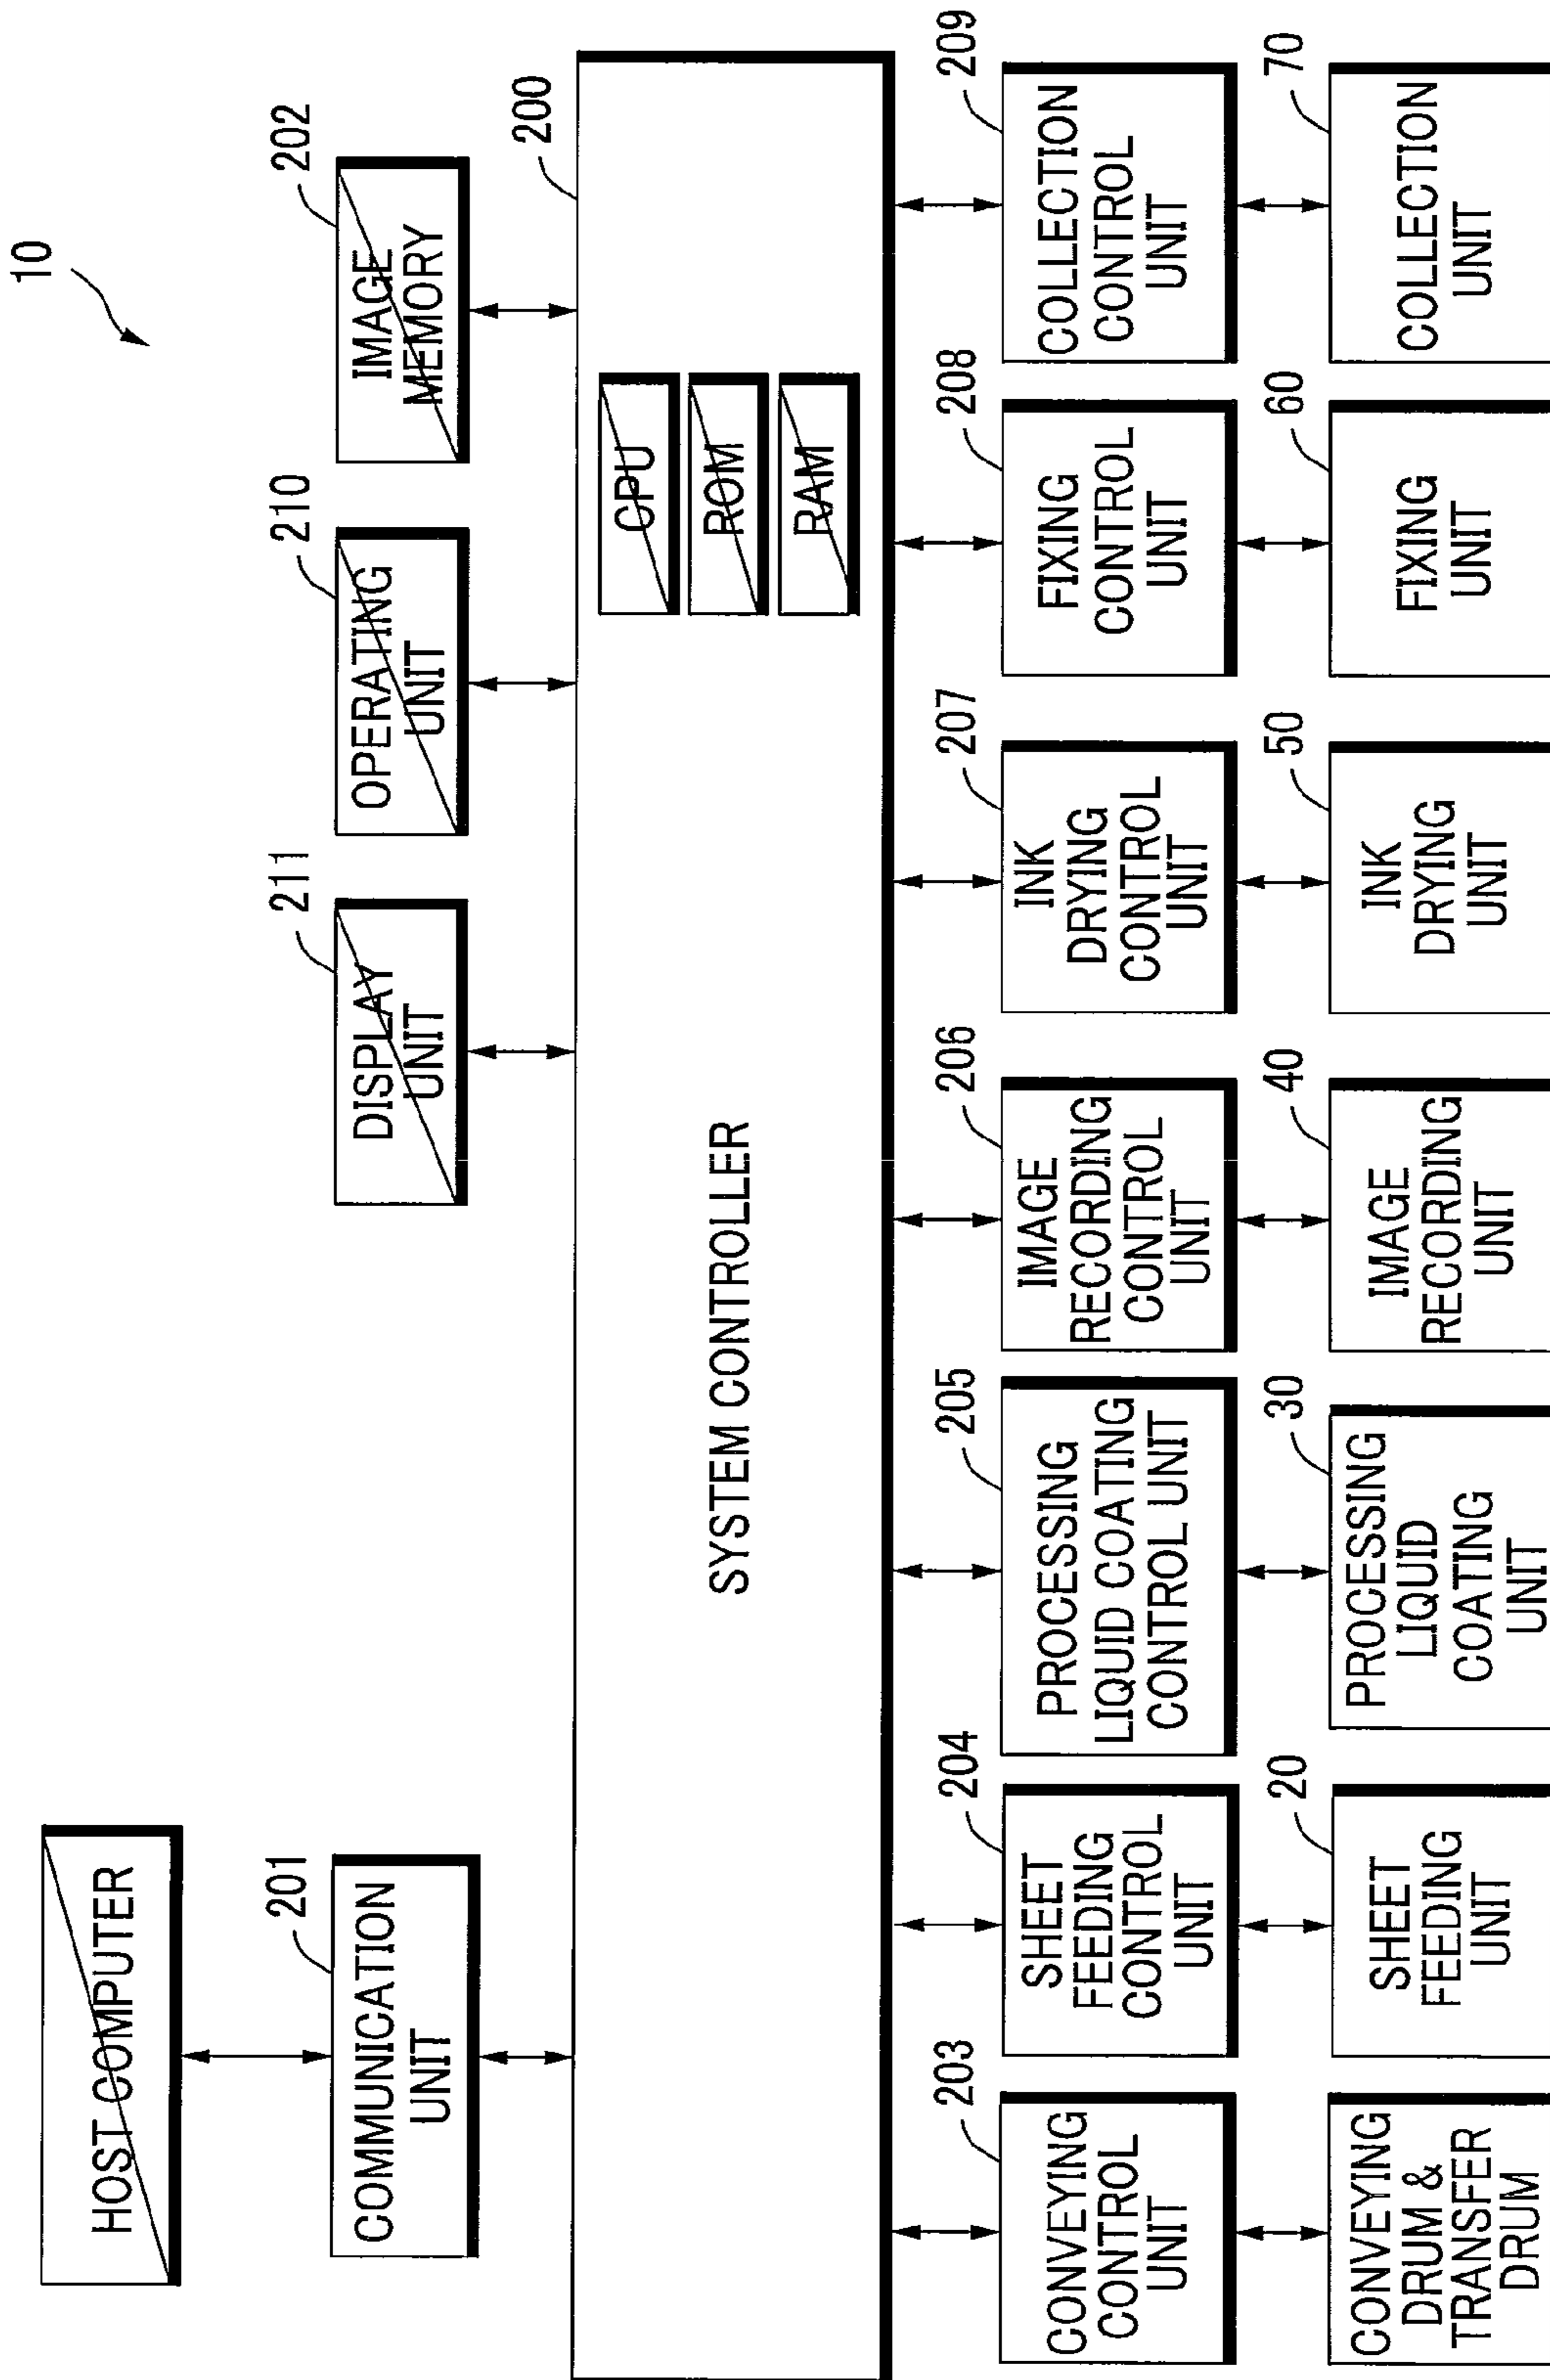 10
HOST COMPUTER
201
COMMUNICATION
UNIT
211
DISPLAY
UNIT
210
OPERATING
UNIT
202
IMAGE
MEMORY
200
SYSTEM CONTROLLER
CPU
ROM
RAM
203
CONVEYING
CONTROL
UNIT
204
SHEET
FEEDING
CONTROL
UNIT
205
PROCESSING
LIQUID COATING
CONTROL UNIT
206
IMAGE
RECORDING
CONTROL
UNIT
207
INK
DRYING
CONTROL
UNIT
208
FIXING
CONTROL
UNIT
209
COLLECTION
CONTROL
UNIT
CONVEYING
DRUM &
TRANSFER
DRUM
20
SHEET
FEEDING
UNIT
30
PROCESSING
LIQUID
COATING
UNIT
40
IMAGE
RECORDING
UNIT
50
INK
DRYING
UNIT
60
FIXING
UNIT
70
COLLECTION
UNIT